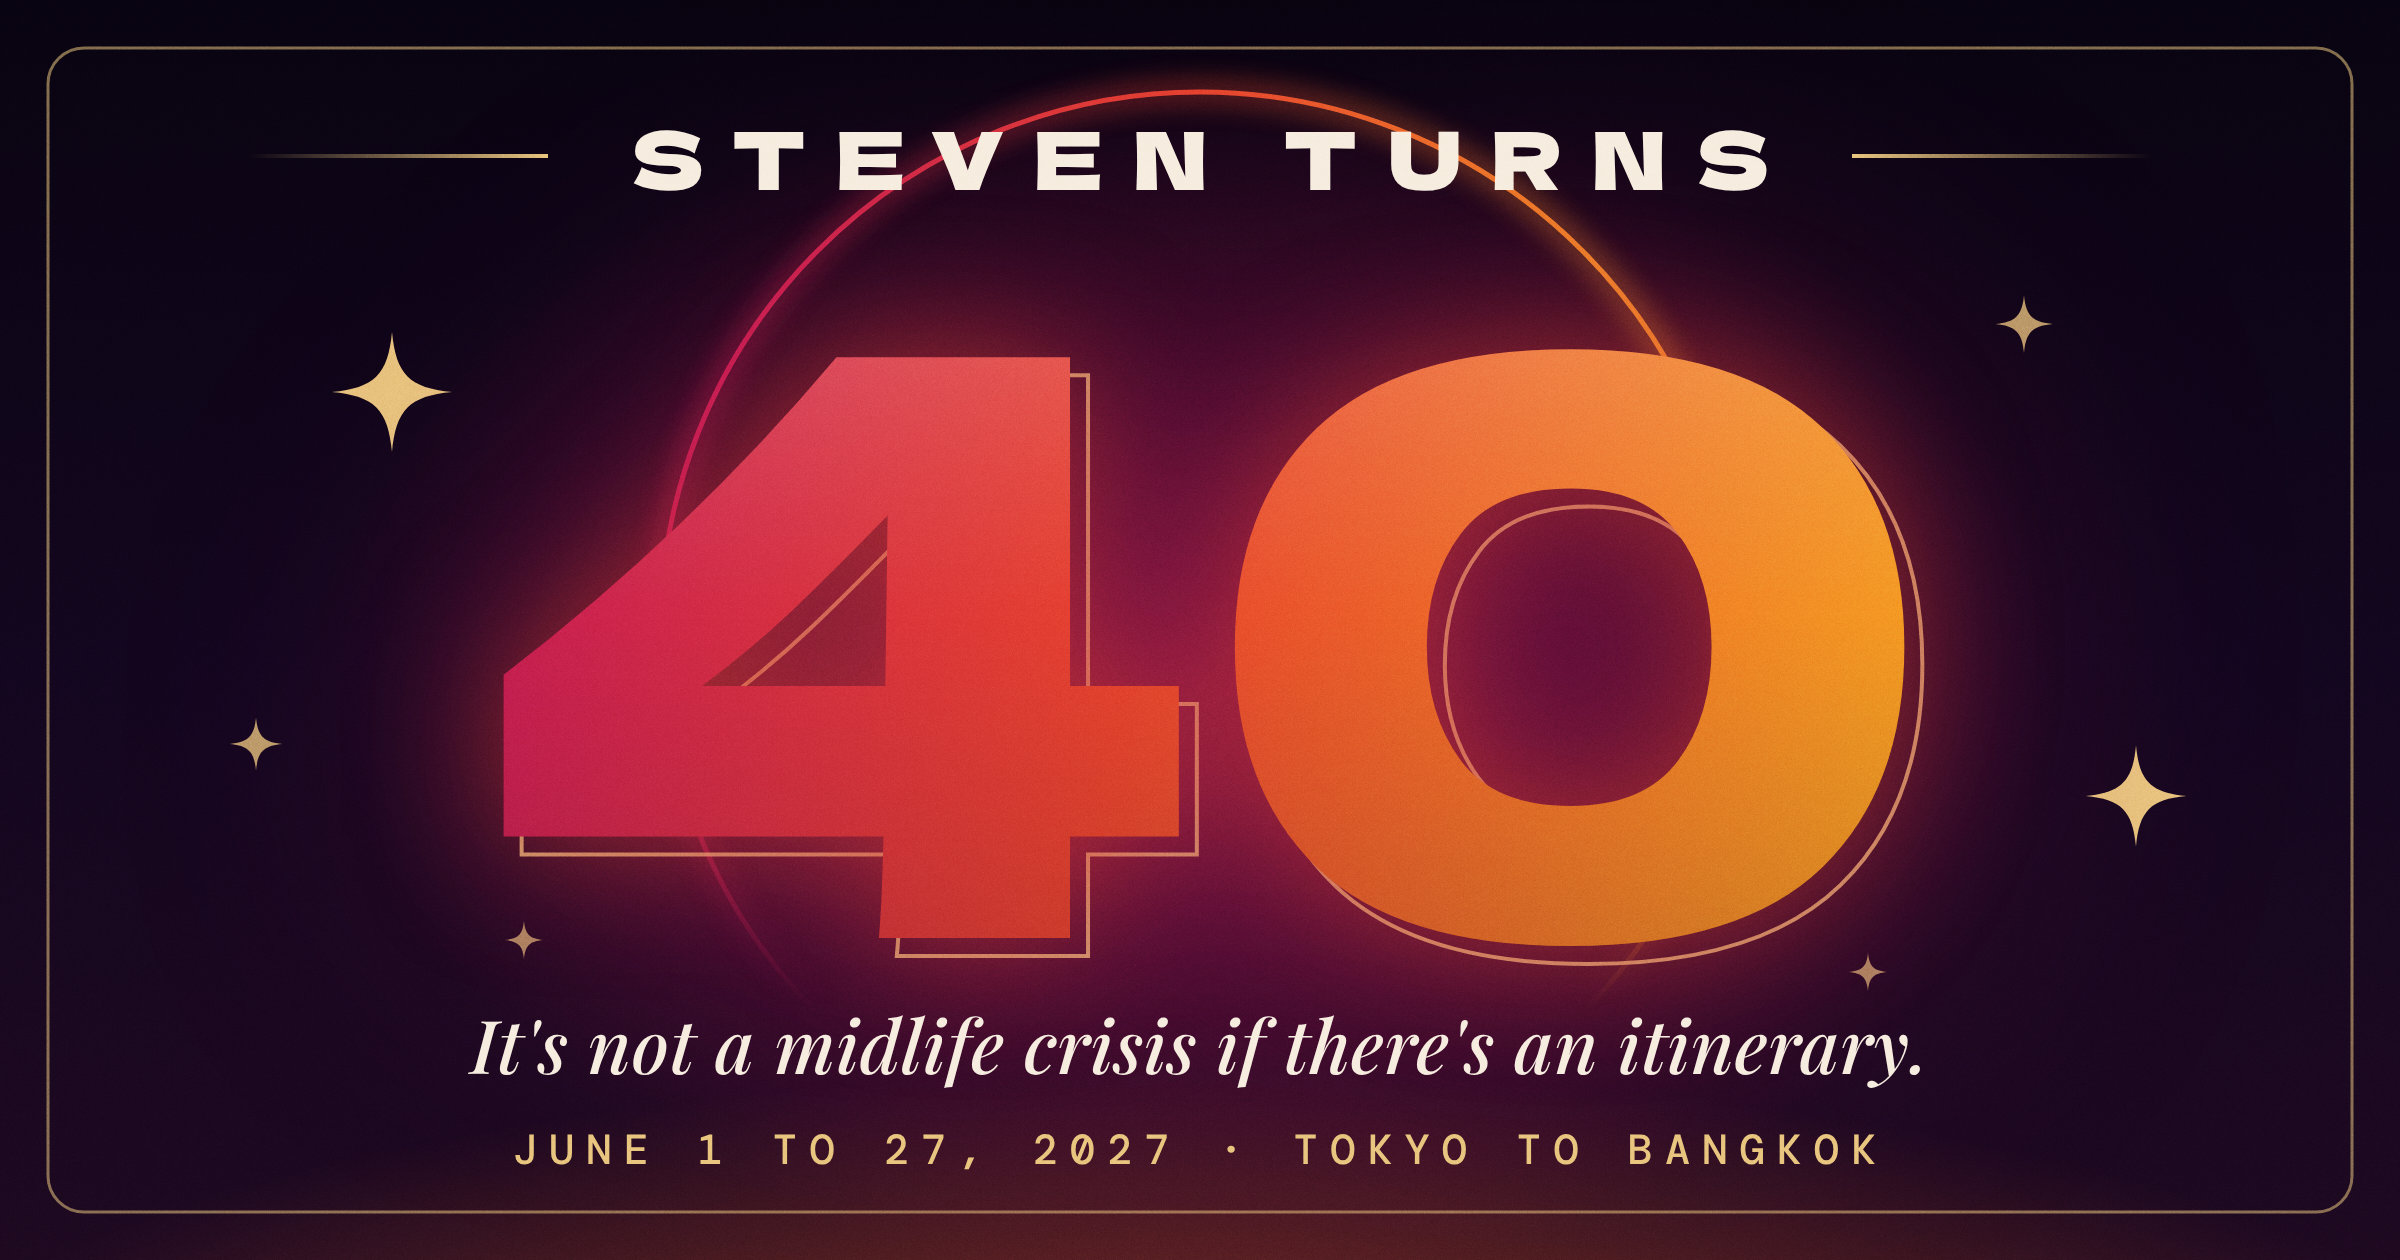 STEVEN TURNS
40
It's not a midlife crisis if there's an itinerary.
JUNE 1 TO 27, 2027 · TOKYO TO BANGKOK